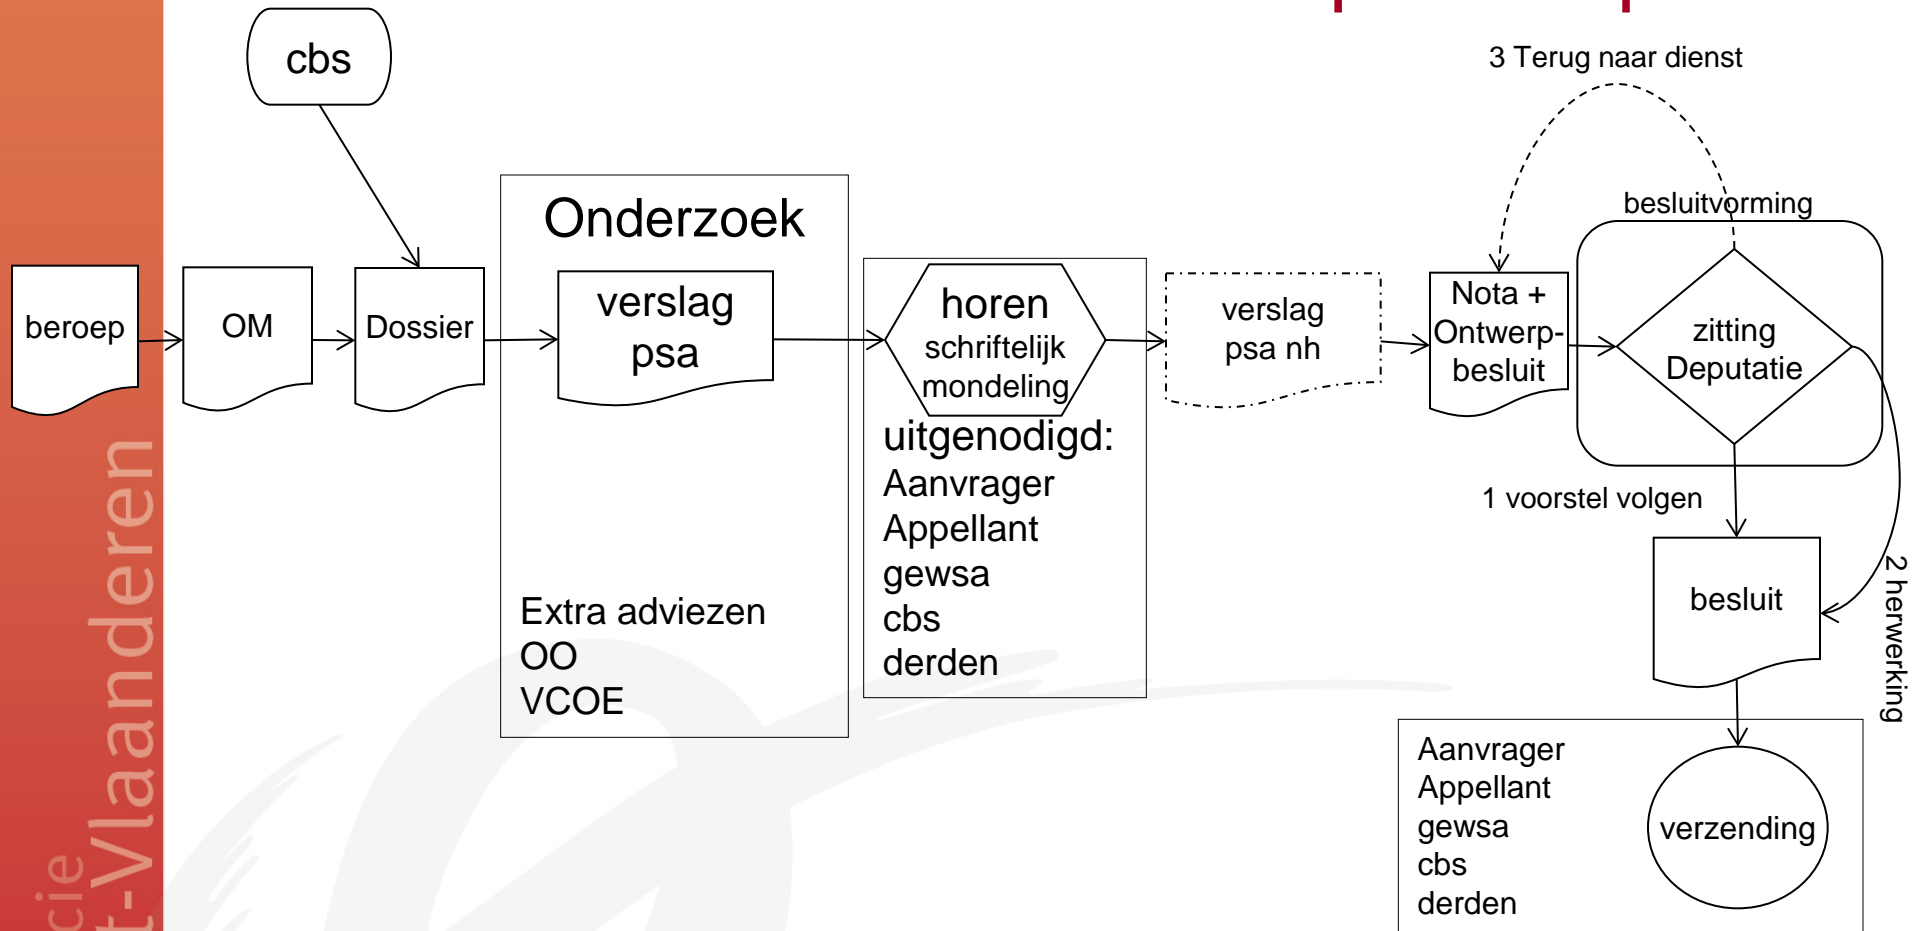 cbs
3 Terug naar dienst
besluitvorming
Onderzoek
beroep
OM
Dossier
verslag
psa
horen
schriftelijk
mondeling
verslag
psa nh
Nota +
Ontwerp-
besluit
zitting
Deputatie
uitgenodigd:
Aanvrager
Appellant
gewsa
cbs
derden
Extra adviezen
OO
VCOE
1 voorstel volgen
2 herwerking
besluit
Aanvrager
Appellant
gewsa
cbs
derden
verzending
cie
t-Vlaanderen